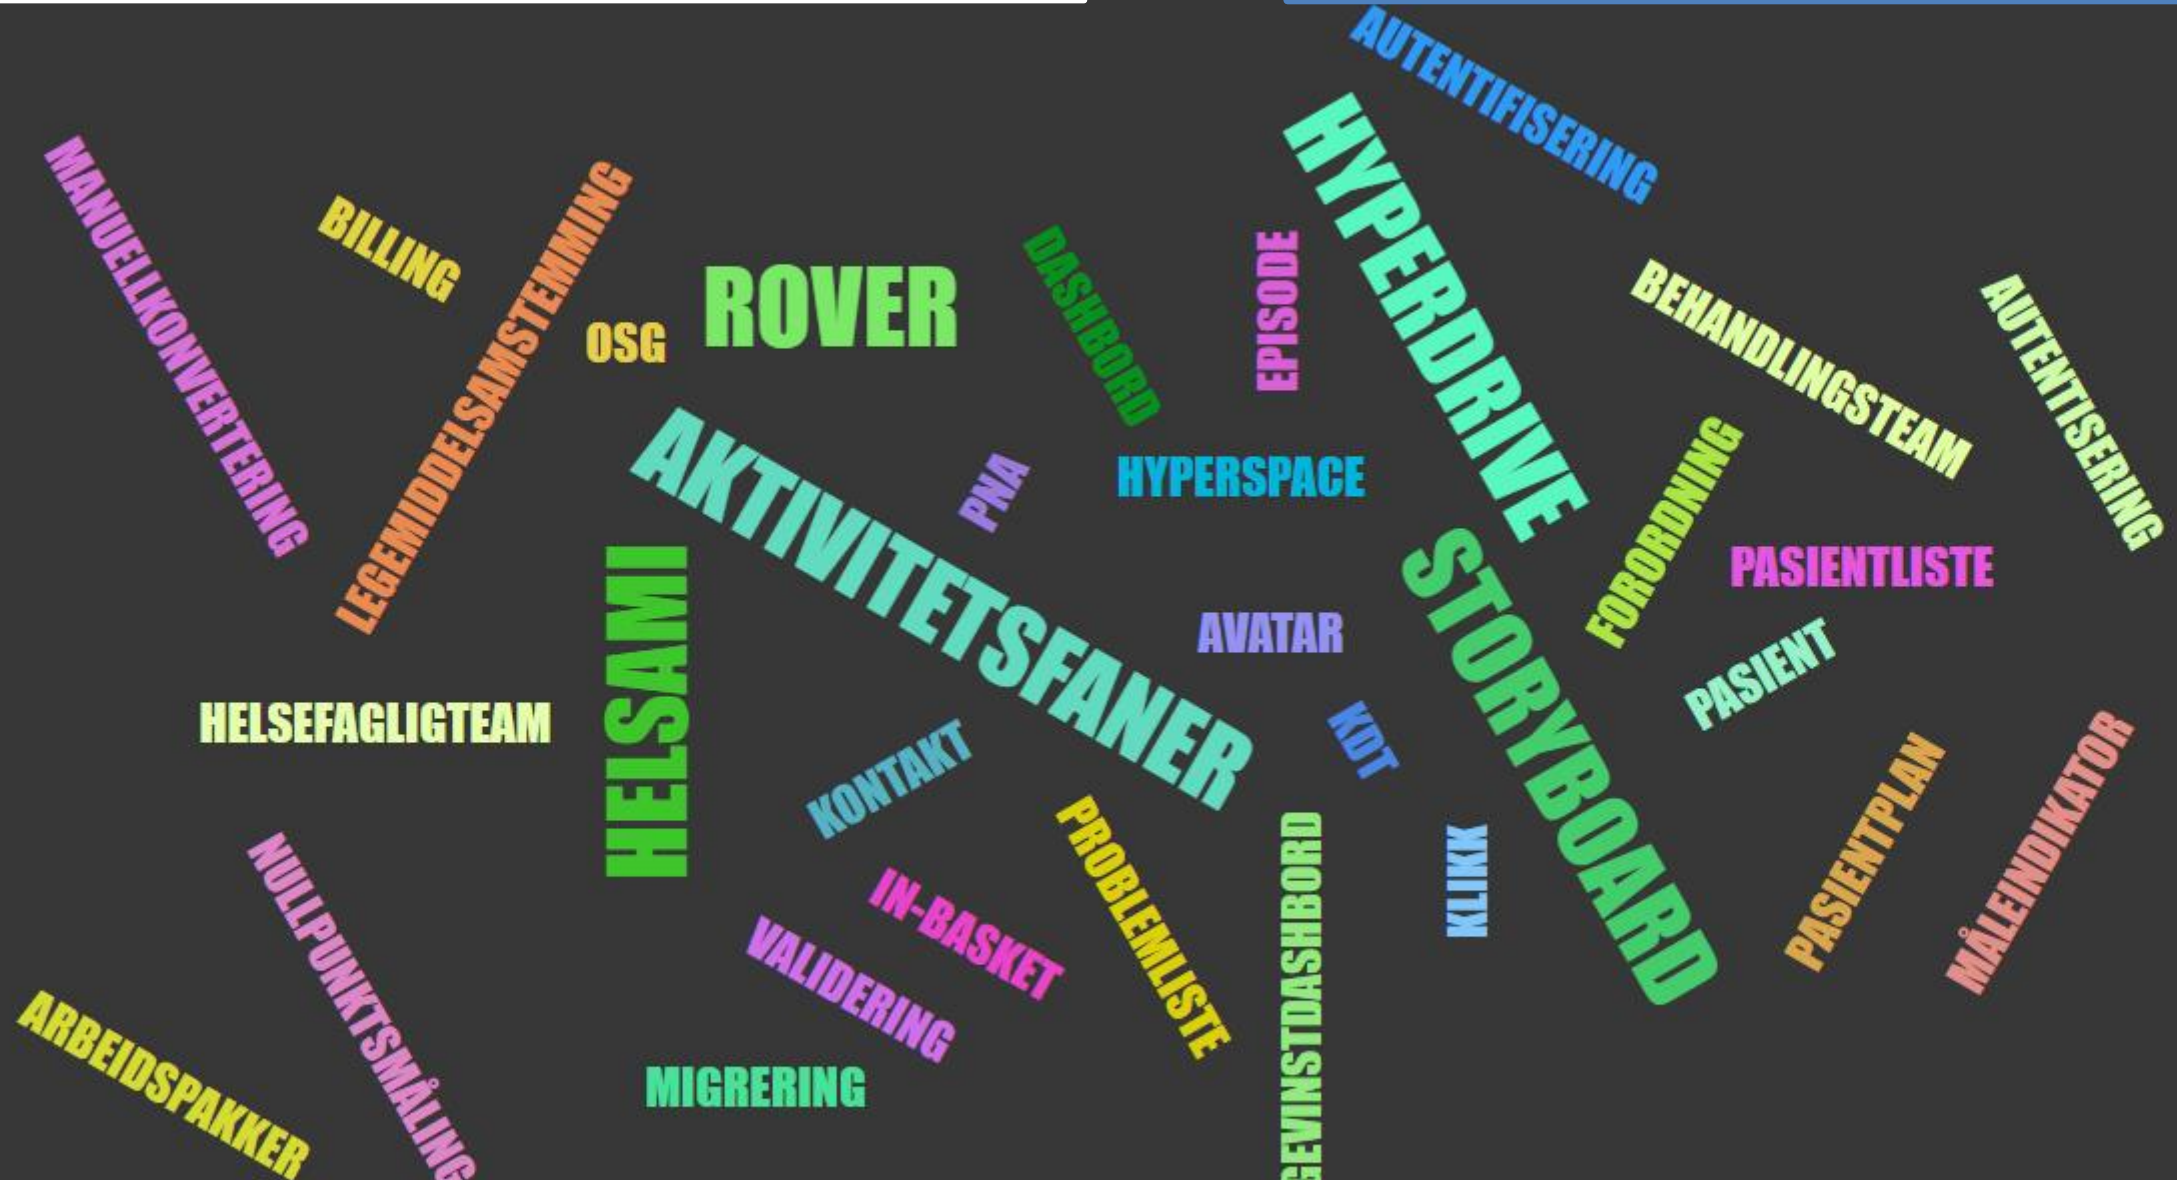 AUTENTIFISERING
MANUELLKONVERTERING
BILLING
LEGEMIDDELSAMSTEMMING
OSG
ROVER
DASHBORD
EPISODE
HYPERDRIVE
BEHANDLINGSTEAM
AUTENTISERING
AKTIVITETSFANER
PNA
HYPERSPACE
FORORDNING
PASIENTLISTE
HELSAMI
AVATAR
STORYBOARD
PASIENT
HELSEFAGLIGTEAM
KONTAKT
KDT
PASIENTPLAN
MÅLEINDIKATOR
NULLPUNKTSMÅLING
IN-BASKET
PROBLEMLISTE
GEVINSTDASHBORD
KLIKK
VALIDERING
ARBEIDSPAKKER
MIGRERING